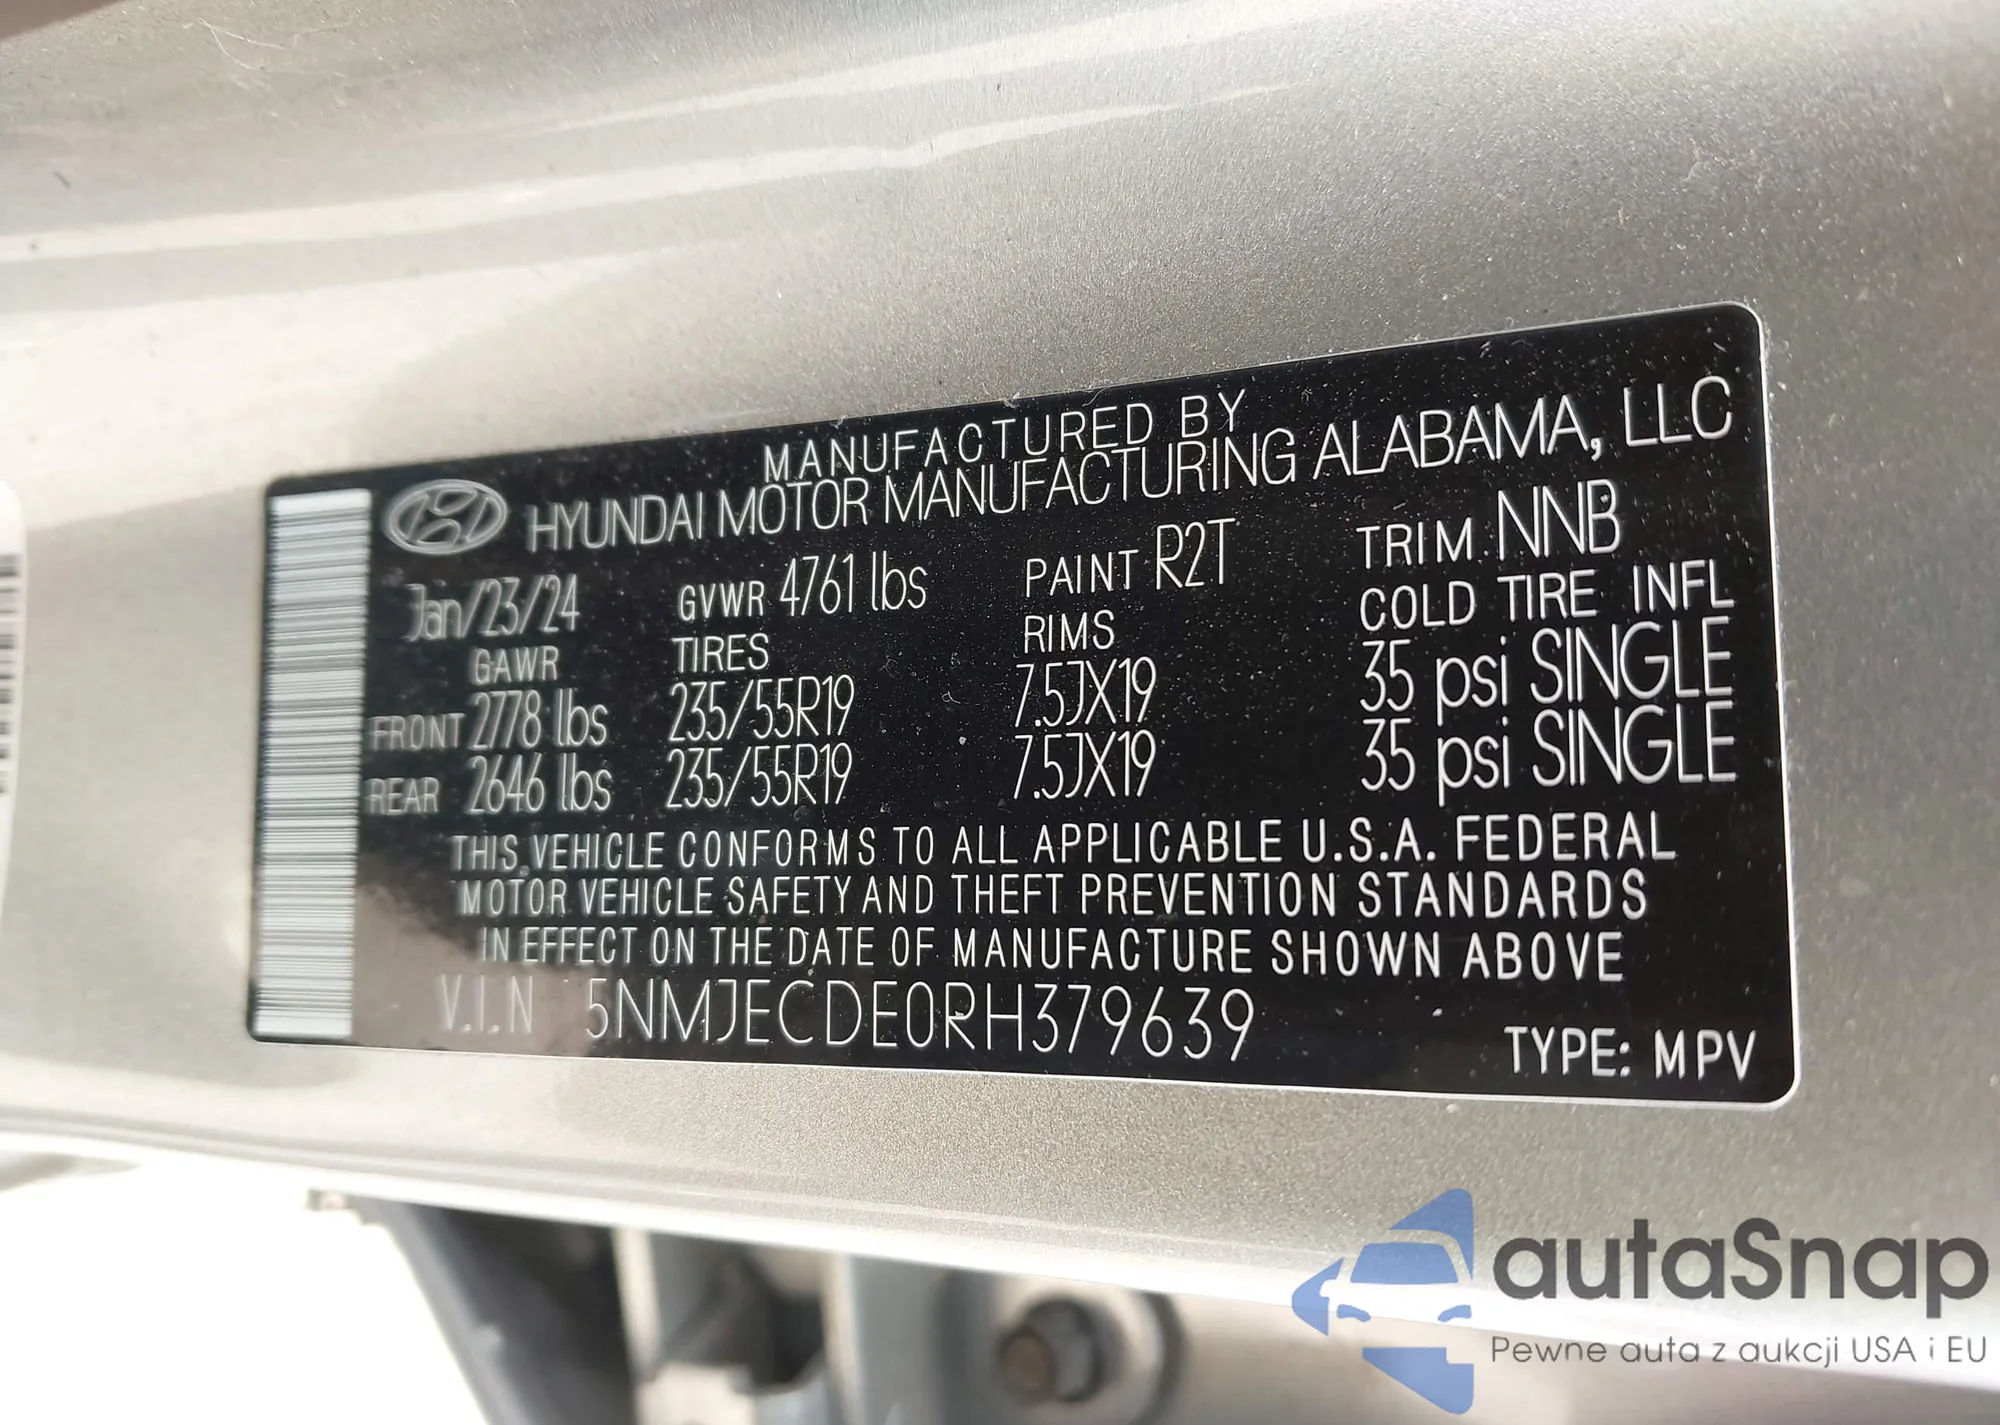 MANUFACTURED BY
HYUNDAI MOTOR MANUFACTURING ALABAMA, LLC
Jan/23/24 GVWR 4761 lbs PAINT R2T TRIM NNB
GAWR TIRES RIMS COLD TIRE INFL
FRONT 2778 lbs 235/55R19 7.5JX19 35 psi SINGLE
REAR 2646 lbs 235/55R19 7.5JX19 35 psi SINGLE
THIS VEHICLE CONFORMS TO ALL APPLICABLE U.S.A. FEDERAL
MOTOR VEHICLE SAFETY AND THEFT PREVENTION STANDARDS
IN EFFECT ON THE DATE OF MANUFACTURE SHOWN ABOVE
V.I.N 5NMJECDE0RH379639
TYPE: MPV
autaSnap
Pewne auta z aukcji USA i EU